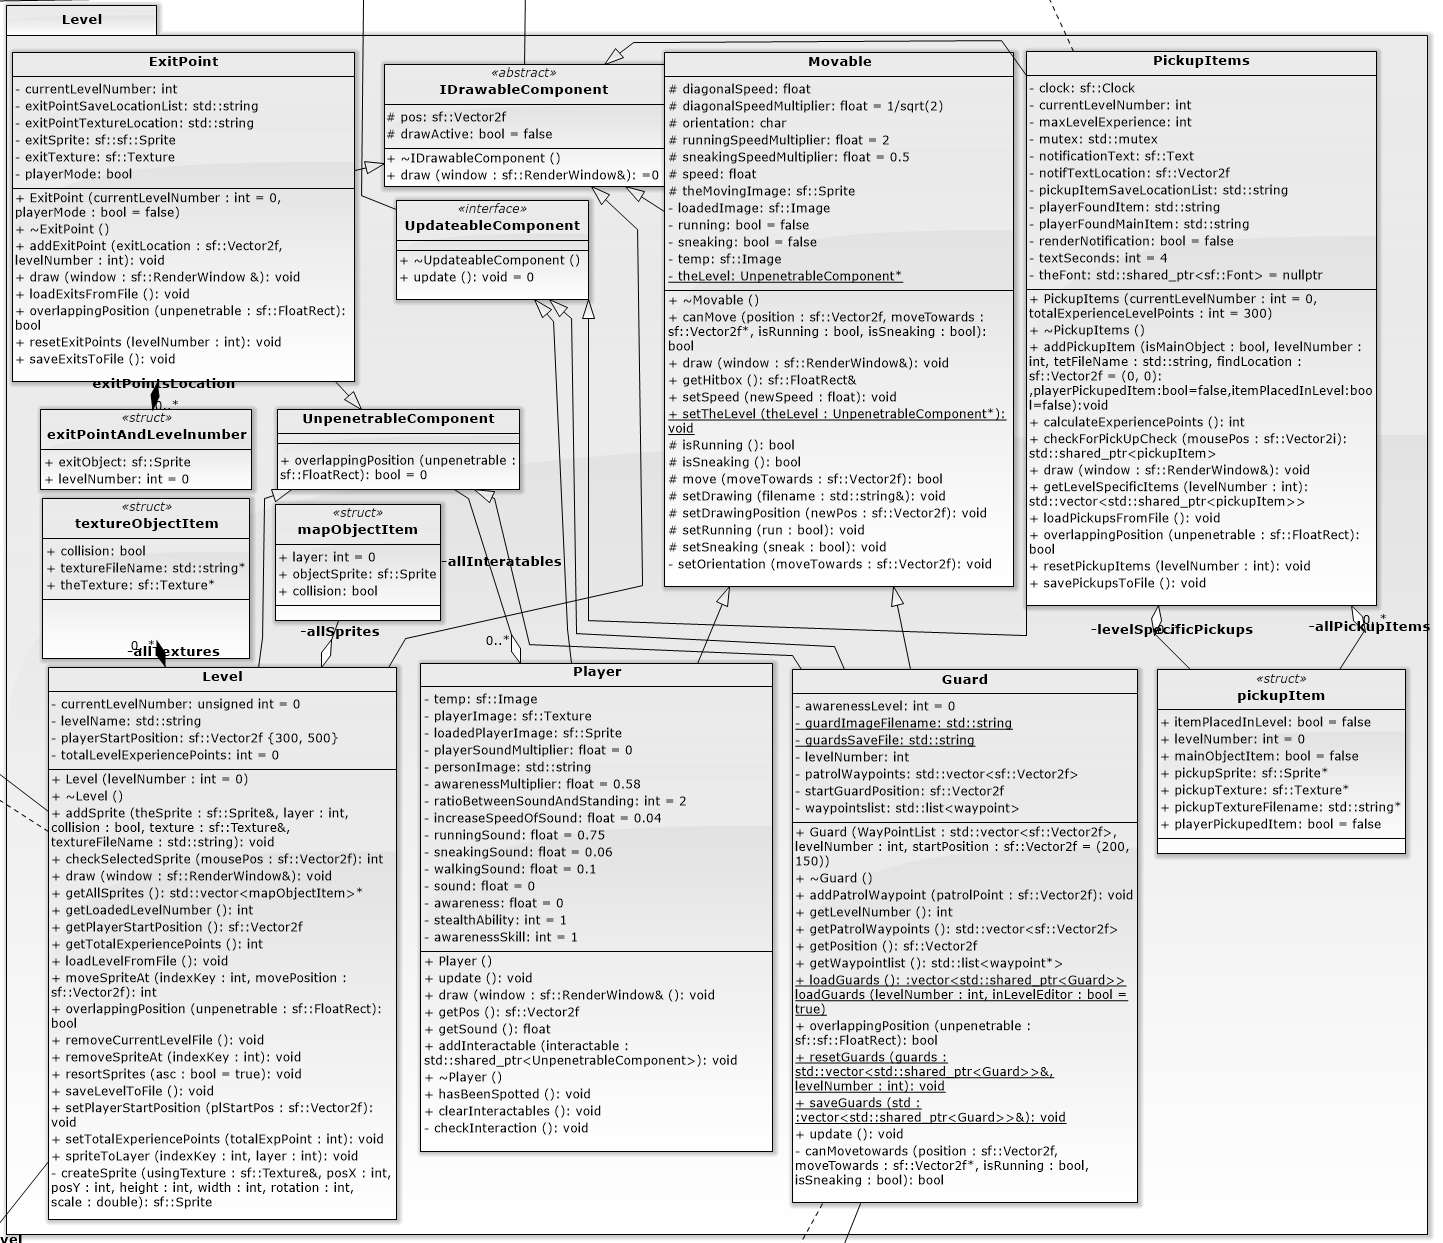 Level
ExitPoint
- currentLevelNumber: int
- exitPointSaveLocationList: std::string
- exitPointTextureLocation: std::string
- exitSprite: sf::sf::Sprite
- exitTexture: sf::Texture
- playerMode: bool
+ ExitPoint (currentLevelNumber : int = 0,
playerMode : bool = false)
+ ~ExitPoint ()
+ addExitPoint (exitLocation : sf::Vector2f,
levelNumber : int): void
+ draw (window : sf::RenderWindow &): void
+ loadExitsFromFile (): void
+ overlappingPosition (unpenetrable : sf::FloatRect):
bool
+ resetExitPoints (levelNumber : int): void
+ saveExitsToFile (): void
exitPointsLocation
0..*
«struct»
exitPointAndLevelnumber
+ exitObject: sf::Sprite
+ levelNumber: int = 0
«struct»
textureObjectItem
+ collision: bool
+ textureFileName: std::string*
+ theTexture: sf::Texture*
0..*
-allTextures
«abstract»
IDrawableComponent
# pos: sf::Vector2f
# drawActive: bool = false
+ ~IDrawableComponent ()
+ draw (window : sf::RenderWindow&): =0
«interface»
UpdateableComponent
+ ~UpdateableComponent ()
+ update (): void = 0
UnpenetrableComponent
+ overlappingPosition (unpenetrable :
sf::FloatRect): bool = 0
«struct»
mapObjectItem
+ layer: int = 0
+ objectSprite: sf::Sprite
+ collision: bool
-allInteratables
-allSprites
0..*
Movable
# diagonalSpeed: float
# diagonalSpeedMultiplier: float = 1/sqrt(2)
# orientation: char
# runningSpeedMultiplier: float = 2
# sneakingSpeedMultiplier: float = 0.5
# speed: float
# theMovingImage: sf::Sprite
- loadedImage: sf::Image
- running: bool = false
- sneaking: bool = false
- temp: sf::Image
- theLevel: UnpenetrableComponent*
+ ~Movable ()
+ canMove (position : sf::Vector2f, moveTowards :
sf::Vector2f*, isRunning : bool, isSneaking : bool):
bool
+ draw (window : sf::RenderWindow&): void
+ getHitbox (): sf::FloatRect&
+ setSpeed (newSpeed : float): void
+ setTheLevel (theLevel : UnpenetrableComponent*):
void
# isRunning (): bool
# isSneaking (): bool
# move (moveTowards : sf::Vector2f): bool
# setDrawing (filename : std::string&): void
# setDrawingPosition (newPos : sf::Vector2f): void
# setRunning (run : bool): void
# setSneaking (sneak : bool): void
- setOrientation (moveTowards : sf::Vector2f): void
PickupItems
- clock: sf::Clock
- currentLevelNumber: int
- maxLevelExperience: int
- mutex: std::mutex
- notificationText: sf::Text
- notifTextLocation: sf::Vector2f
- pickupItemSaveLocationList: std::string
- playerFoundItem: std::string
- playerFoundMainItem: std::string
- renderNotification: bool = false
- textSeconds: int = 4
- theFont: std::shared_ptr<sf::Font> = nullptr
+ PickupItems (currentLevelNumber : int = 0,
totalExperienceLevelPoints : int = 300)
+ ~PickupItems ()
+ addPickupItem (isMainObject : bool, levelNumber :
int, tetFileName : std::string, findLocation :
sf::Vector2f = (0, 0):
,playerPickupedItem:bool=false,itemPlacedInLevel:boo
l=false):void
+ calculateExperiencePoints (): int
+ checkForPickUpCheck (mousePos : sf::Vector2i):
std::shared_ptr<pickupItem>
+ draw (window : sf::RenderWindow&): void
+ getLevelSpecificItems (levelNumber : int):
std::vector<std::shared_ptr<pickupItem>>
+ loadPickupsFromFile (): void
+ overlappingPosition (unpenetrable : sf::FloatRect):
bool
+ resetPickupItems (levelNumber : int): void
+ savePickupsToFile (): void
-levelSpecificPickups
0..*
-allPickupItems
Level
- currentLevelNumber: unsigned int = 0
- levelName: std::string
- playerStartPosition: sf::Vector2f {300, 500}
- totalLevelExperiencePoints: int = 0
+ Level (levelNumber : int = 0)
+ ~Level ()
+ addSprite (theSprite : sf::Sprite&, layer : int,
collision : bool, texture : sf::Texture&,
textureFileName : std::string): void
+ checkSelectedSprite (mousePos : sf::Vector2f): int
+ draw (window : sf::RenderWindow&): void
+ getAllSprites (): std::vector<mapObjectItem>*
+ getLoadedLevelNumber (): int
+ getPlayerStartPosition (): sf::Vector2f
+ getTotalExperiencePoints (): int
+ loadLevelFromFile (): void
+ moveSpriteAt (indexKey : int, movePosition :
sf::Vector2f): int
+ overlappingPosition (unpenetrable : sf::FloatRect):
bool
+ removeCurrentLevelFile (): void
+ removeSpriteAt (indexKey : int): void
+ resortSprites (asc : bool = true): void
+ saveLevelToFile (): void
+ setPlayerStartPosition (plStartPos : sf::Vector2f):
void
+ setTotalExperiencePoints (totalExpPoint : int): void
+ spriteToLayer (indexKey : int, layer : int): void
- createSprite (usingTexture : sf::Texture&, posX : int,
posY : int, height : int, width : int, rotation : int,
scale : double): sf::Sprite
Player
- temp: sf::Image
- playerImage: sf::Texture
- loadedPlayerImage: sf::Sprite
- playerSoundMultiplier: float = 0
- personImage: std::string
- awarenessMultiplier: float = 0.58
- ratioBetweenSoundAndStanding: int = 2
- increaseSpeedOfSound: float = 0.04
- runningSound: float = 0.75
- sneakingSound: float = 0.06
- walkingSound: float = 0.1
- sound: float = 0
- awareness: float = 0
- stealthAbility: int = 1
- awarenessSkill: int = 1
+ Player ()
+ update (): void
+ draw (window : sf::RenderWindow& (): void
+ getPos (): sf::Vector2f
+ getSound (): float
+ addInteractable (interactable :
std::shared_ptr<UnpenetrableComponent>): void
+ ~Player ()
+ hasBeenSpotted (): void
+ clearInteractables (): void
- checkInteraction (): void
Guard
- awarenessLevel: int = 0
- guardImageFilename: std::string
- guardsSaveFile: std::string
- levelNumber: int
- patrolWaypoints: std::vector<sf::Vector2f>
- startGuardPosition: sf::Vector2f
- waypointslist: std::list<waypoint>
+ Guard (WayPointList : std::vector<sf::Vector2f>,
levelNumber : int, startPosition : sf::Vector2f = (200,
150))
+ ~Guard ()
+ addPatrolWaypoint (patrolPoint : sf::Vector2f): void
+ getLevelNumber (): int
+ getPatrolWaypoints (): std::vector<sf::Vector2f>
+ getPosition (): sf::Vector2f
+ getWaypointlist (): std::list<waypoint*>
+ loadGuards (): :vector<std::shared_ptr<Guard>>
loadGuards (levelNumber : int, inLevelEditor : bool =
true)
+ overlappingPosition (unpenetrable :
sf::sf::FloatRect): bool
+ resetGuards (guards :
std::vector<std::shared_ptr<Guard>>&,
levelNumber : int): void
+ saveGuards (std :
:vector<std::shared_ptr<Guard>>&): void
+ update (): void
- canMovetowards (position : sf::Vector2f,
moveTowards : sf::Vector2f*, isRunning : bool,
isSneaking : bool): bool
«struct»
pickupItem
+ itemPlacedInLevel: bool = false
+ levelNumber: int = 0
+ mainObjectItem: bool = false
+ pickupSprite: sf::Sprite*
+ pickupTexture: sf::Texture*
+ pickupTextureFilename: std::string*
+ playerPickupedItem: bool = false
vel